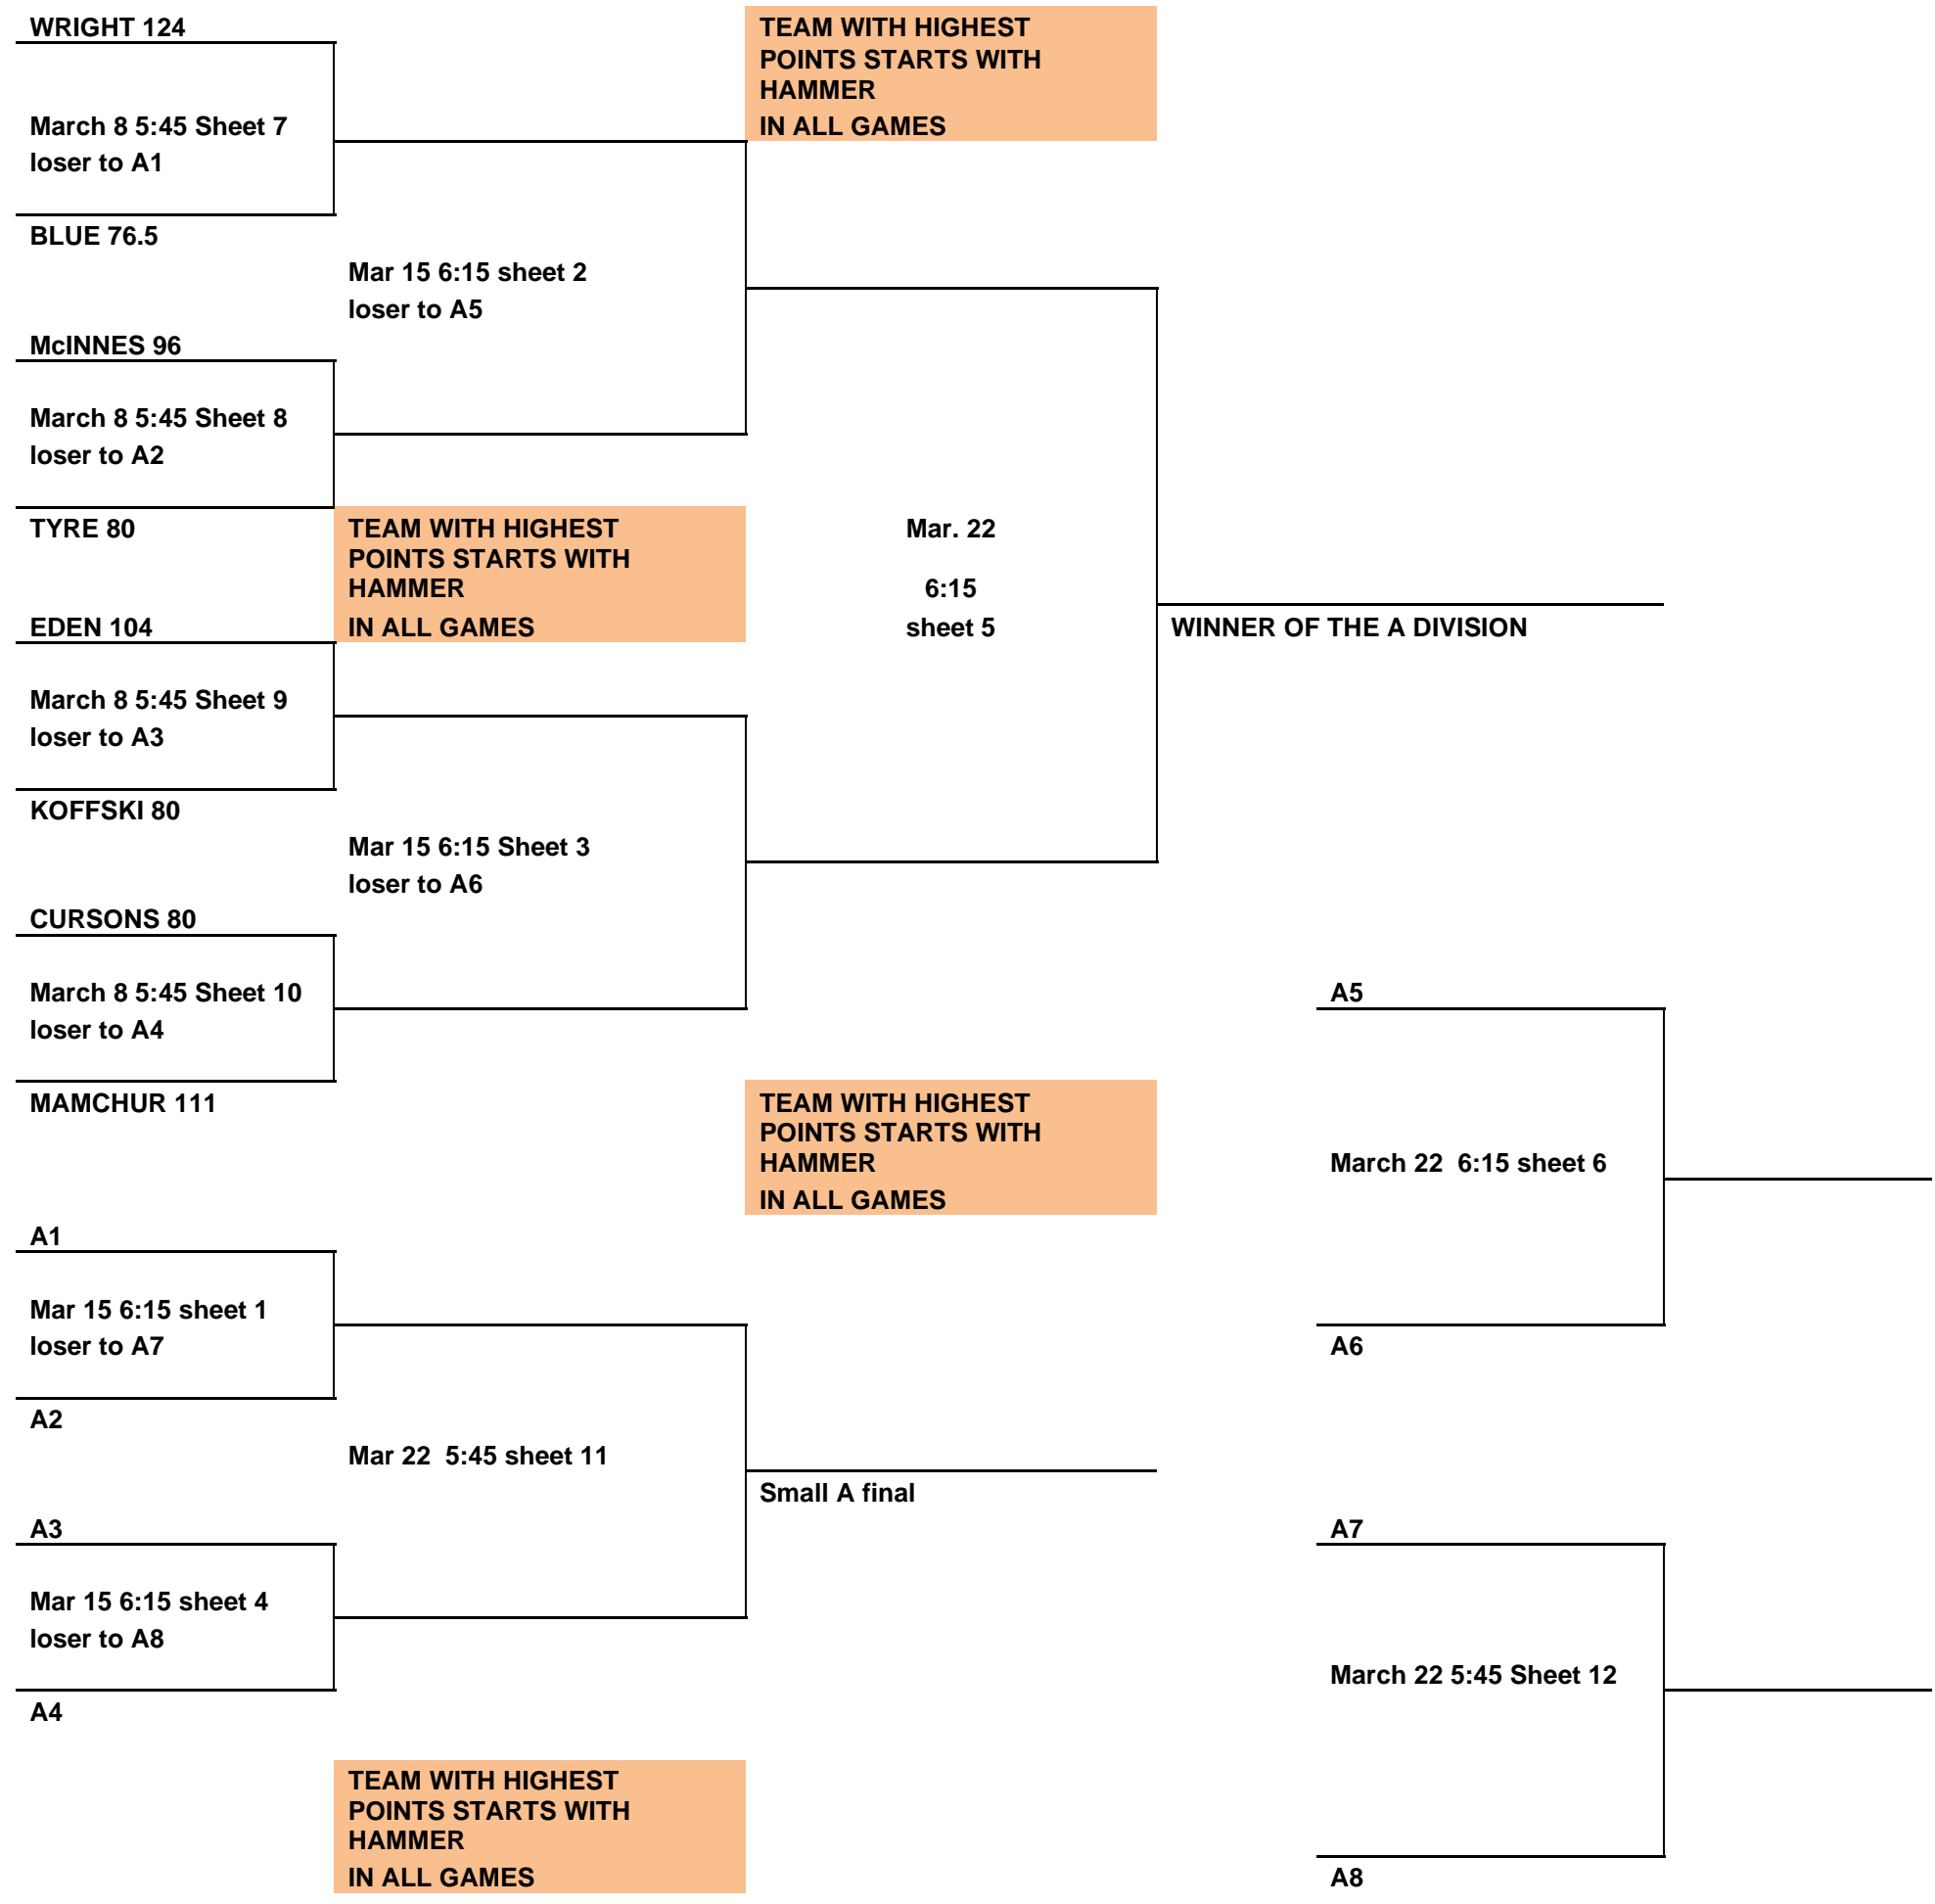 WRIGHT 124
TEAM WITH HIGHEST
POINTS STARTS WITH
HAMMER
IN ALL GAMES
March 8 5:45 Sheet 7
loser to A1
BLUE 76.5
Mar 15 6:15 sheet 2
loser to A5
McINNES 96
March 8 5:45 Sheet 8
loser to A2
TYRE 80
TEAM WITH HIGHEST
POINTS STARTS WITH
HAMMER
IN ALL GAMES
Mar. 22
6:15
sheet 5
WINNER OF THE A DIVISION
EDEN 104
March 8 5:45 Sheet 9
loser to A3
KOFFSKI 80
Mar 15 6:15 Sheet 3
loser to A6
CURSONS 80
March 8 5:45 Sheet 10
loser to A4
MAMCHUR 111
TEAM WITH HIGHEST
POINTS STARTS WITH
HAMMER
IN ALL GAMES
A5
March 22  6:15 sheet 6
A6
A1
Mar 15 6:15 sheet 1
loser to A7
A2
Mar 22  5:45 sheet 11
Small A final
A3
Mar 15 6:15 sheet 4
loser to A8
A4
A7
March 22 5:45 Sheet 12
A8
TEAM WITH HIGHEST
POINTS STARTS WITH
HAMMER
IN ALL GAMES